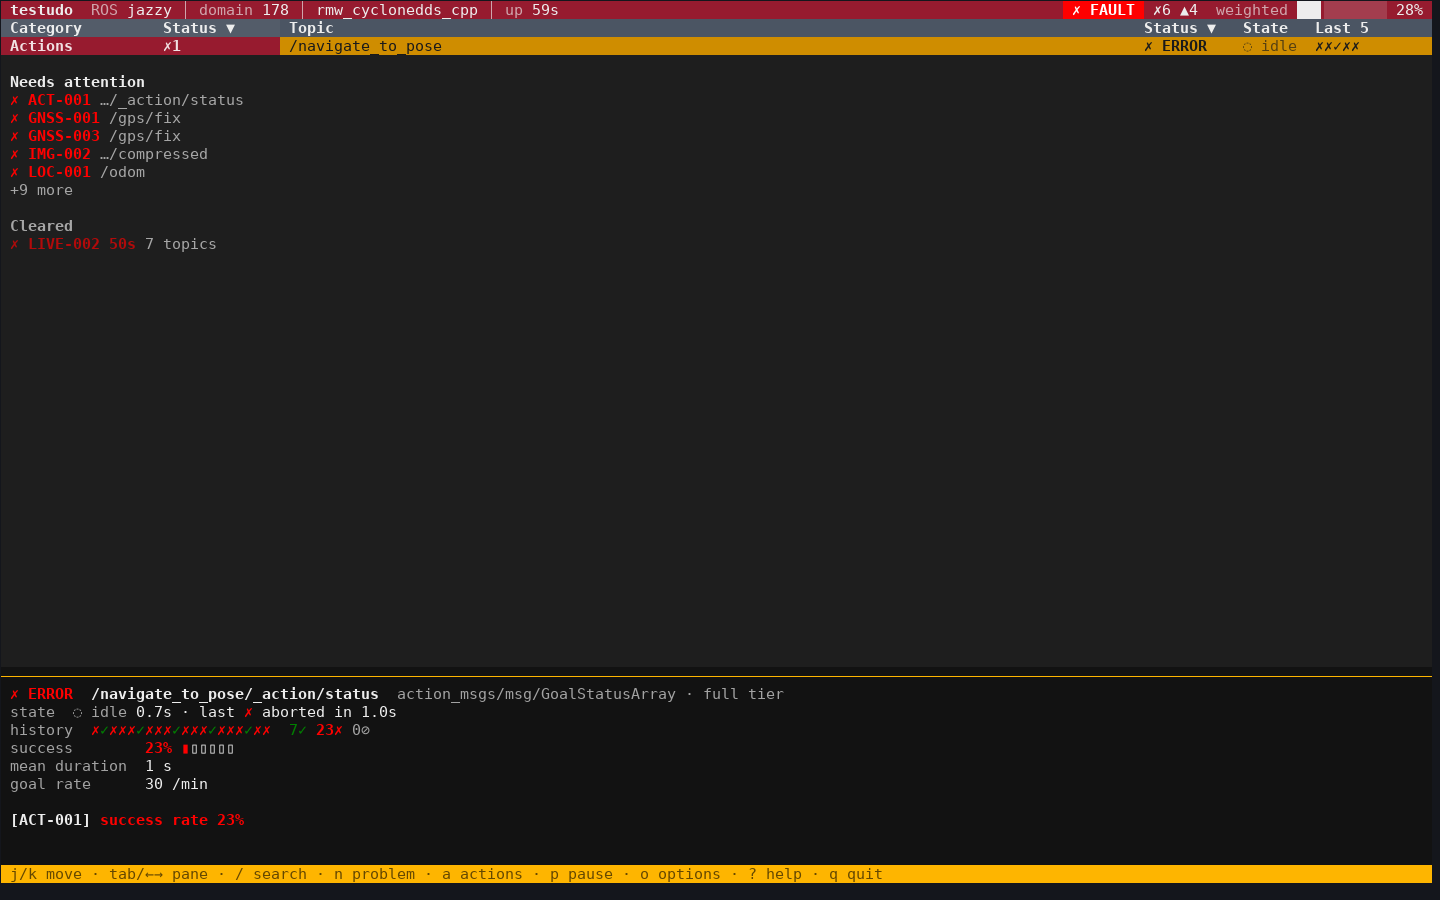 testudo ROS jazzy │ domain 178 │ rmw_cyclonedds_cpp │ up 59s ✗ FAULT ✗6 ▲4 weighted 28%
Category Status ▼ Topic Status ▼ State Last 5
Actions ✗1 /navigate_to_pose ✗ ERROR ◌ idle ✗✗✓✗✗
Needs attention
✗ ACT-001 …/_action/status
✗ GNSS-001 /gps/fix
✗ GNSS-003 /gps/fix
✗ IMG-002 …/compressed
✗ LOC-001 /odom
+9 more
Cleared
✗ LIVE-002 50s 7 topics
✗ ERROR /navigate_to_pose/_action/status action_msgs/msg/GoalStatusArray · full tier
state ◌ idle 0.7s · last ✗ aborted in 1.0s
history ✗✓✗✗✗✓✗✗✗✓✗✗✗✓✗✗✗✓✗✗ 7✓ 23✗ 0⊘
success 23% ▮▯▯▯▯▯
mean duration 1 s
goal rate 30 /min
[ACT-001] success rate 23%
j/k move · tab/←→ pane · / search · n problem · a actions · p pause · o options · ? help · q quit